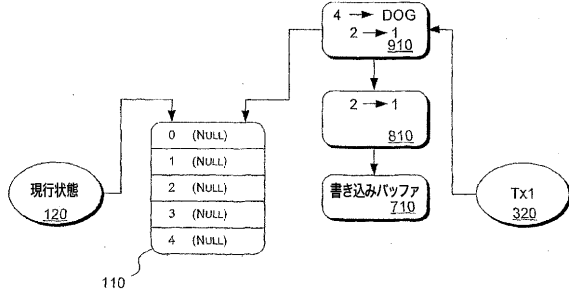 4 → DOG
2 → 1
910
2 → 1
810
書き込みバッファ
710
現行状態
120
0 (NULL)
1 (NULL)
2 (NULL)
3 (NULL)
4 (NULL)
110
Tx1
320